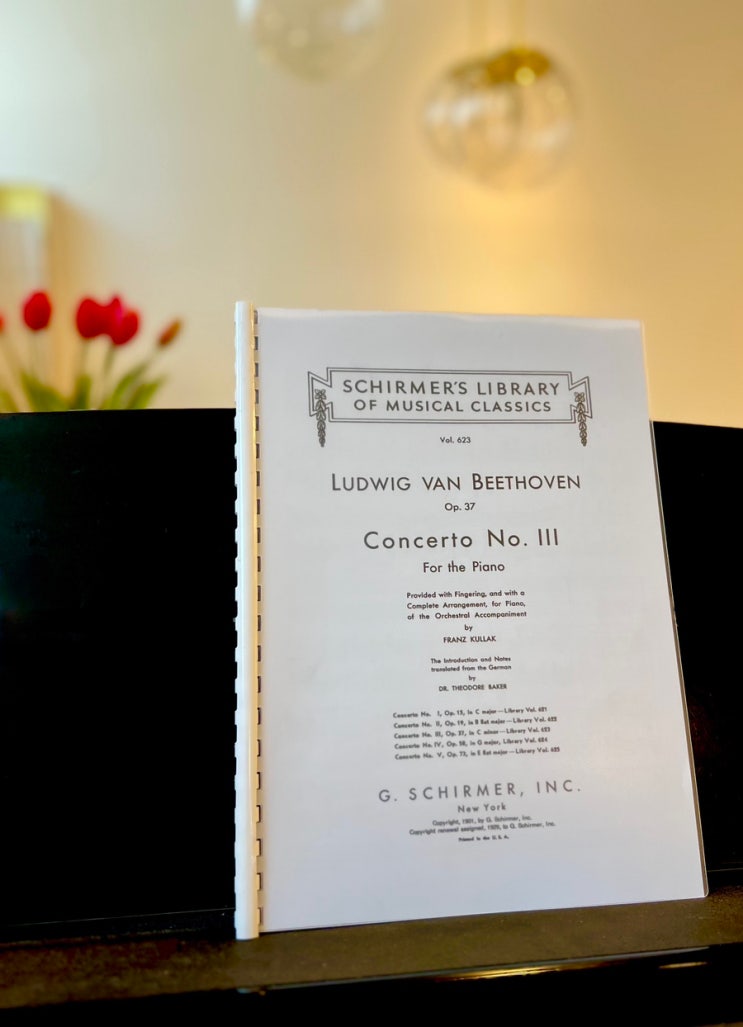 SCHIRMER'S LIBRARY
OF MUSICAL CLASSICS
Vol. 623
LUDWIG VAN BEETHOVEN
Op. 37
Concerto No. III
For the Piano
Provided with Fingering, and with a
Complete Arrangement, for Piano,
of the Orchestral Accompaniment
by
FRANZ KULLAK
The Introduction and Notes
translated from the German
by
DR. THEODORE BAKER
Concerto No. I, Op. 15, in C major—Library Vol. 621
Concerto No. II, Op. 19, in B flat major—Library Vol. 622
Concerto No. III, Op. 37, in C minor—Library Vol. 623
Concerto No. IV, Op. 58, in G major, Library Vol. 624
Concerto No. V, Op. 73, in E flat major—Library Vol. 625
G. SCHIRMER, INC.
New York
Copyright, 1901, by G. Schirmer, Inc.
Copyright renewal assigned, 1929, to G. Schirmer, Inc.
Printed in the U. S. A.